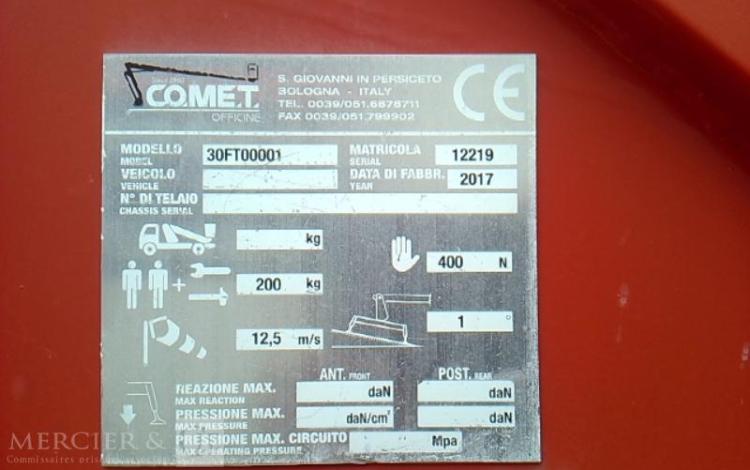 Since 1960
CO.ME.T.
OFFICINE
S. GIOVANNI IN PERSICETO
BOLOGNA - ITALY
TEL. 0039/051.6878711
FAX 0039/051.799902
CE
MODELLO 30FT00001 MATRICOLA 12219
MODEL SERIAL
VEICOLO DATA DI FABBR. 2017
VEHICLE YEAR
N° DI TELAIO
CHASSIS SERIAL
kg
400 N
200 kg
12,5 m/s
1 °
ANT. FRONT POST. REAR
REAZIONE MAX. daN daN
MAX REACTION
PRESSIONE MAX. daN/cm² daN
MAX PRESSURE
PRESSIONE MAX. CIRCUITO Mpa
MAX OPERATING PRESSURE
MERCIER &
Commissaires